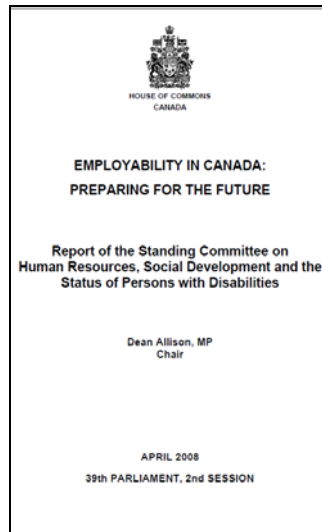 HOUSE OF COMMONS
CANADA
EMPLOYABILITY IN CANADA:
PREPARING FOR THE FUTURE
Report of the Standing Committee on
Human Resources, Social Development and the
Status of Persons with Disabilities
Dean Allison, MP
Chair
APRIL 2008
39th PARLIAMENT, 2nd SESSION